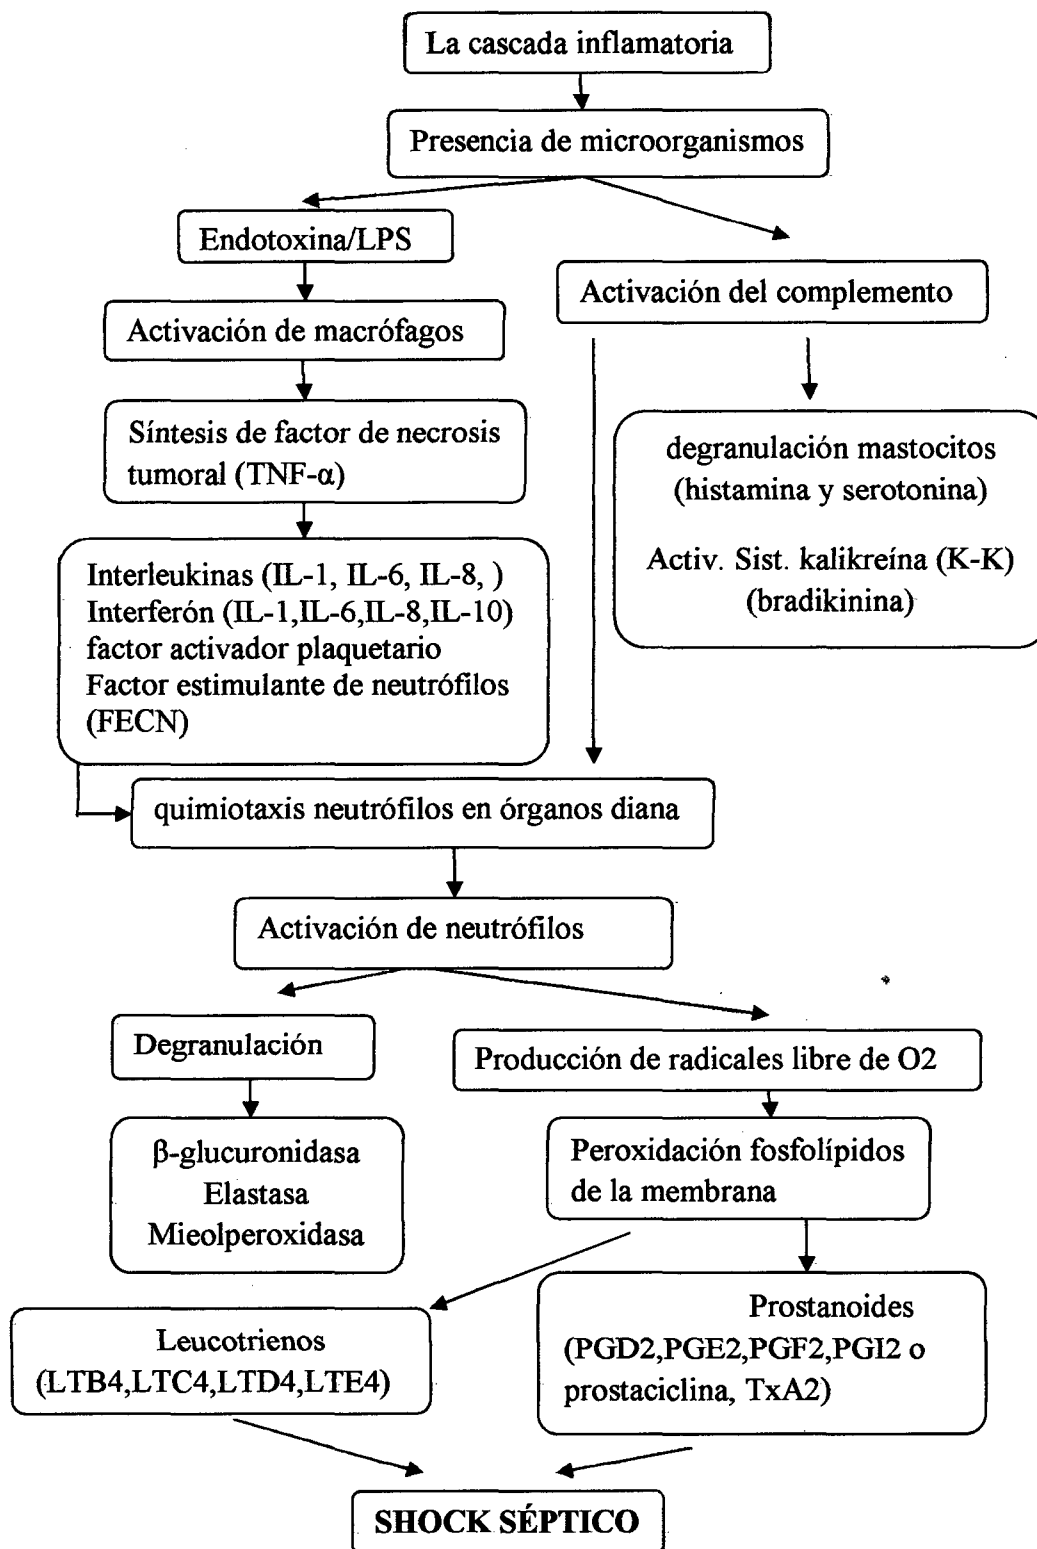 La cascada inflamatoria
Presencia de microorganismos
Endotoxina/LPS
Activación del complemento
Activación de macrófagos
Síntesis de factor de necrosis
tumoral (TNF-α)
degranulación mastocitos
(histamina y serotonina)
Activ. Sist. kalikreína (K-K)
(bradikinina)
Interleukinas (IL-1, IL-6, IL-8, )
Interferón (IL-1,IL-6,IL-8,IL-10)
factor activador plaquetario
Factor estimulante de neutrófilos
(FECN)
quimiotaxis neutrófilos en órganos diana
Activación de neutrófilos
Degranulación
Producción de radicales libre de O2
β-glucuronidasa
Elastasa
Mieolperoxidasa
Peroxidación fosfolípidos
de la membrana
Leucotrienos
(LTB4,LTC4,LTD4,LTE4)
Prostanoides
(PGD2,PGE2,PGF2,PGI2 o
prostaciclina, TxA2)
SHOCK SÉPTICO